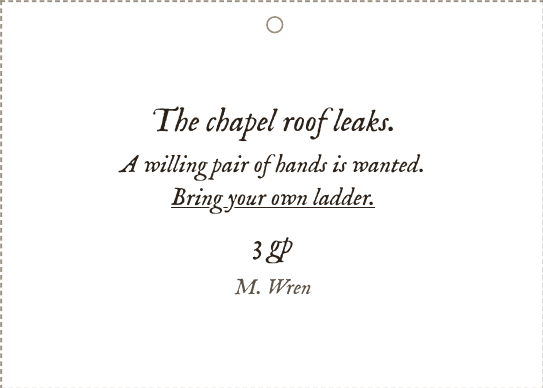 The chapel roof leaks.
A willing pair of hands is wanted.
Bring your own ladder.
3 gp
M. Wren